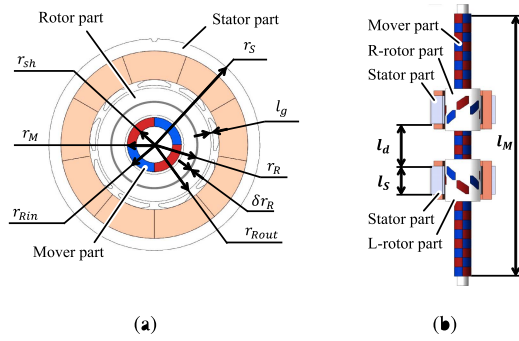 Stator part
Rotor part
r_S
r_sh
l_g
r_M
r_R
δr_R
r_Rin
r_Rout
Mover part
(a)
Mover part
R-rotor part
Stator part
l_M
l_d
l_S
Stator part
L-rotor part
(b)